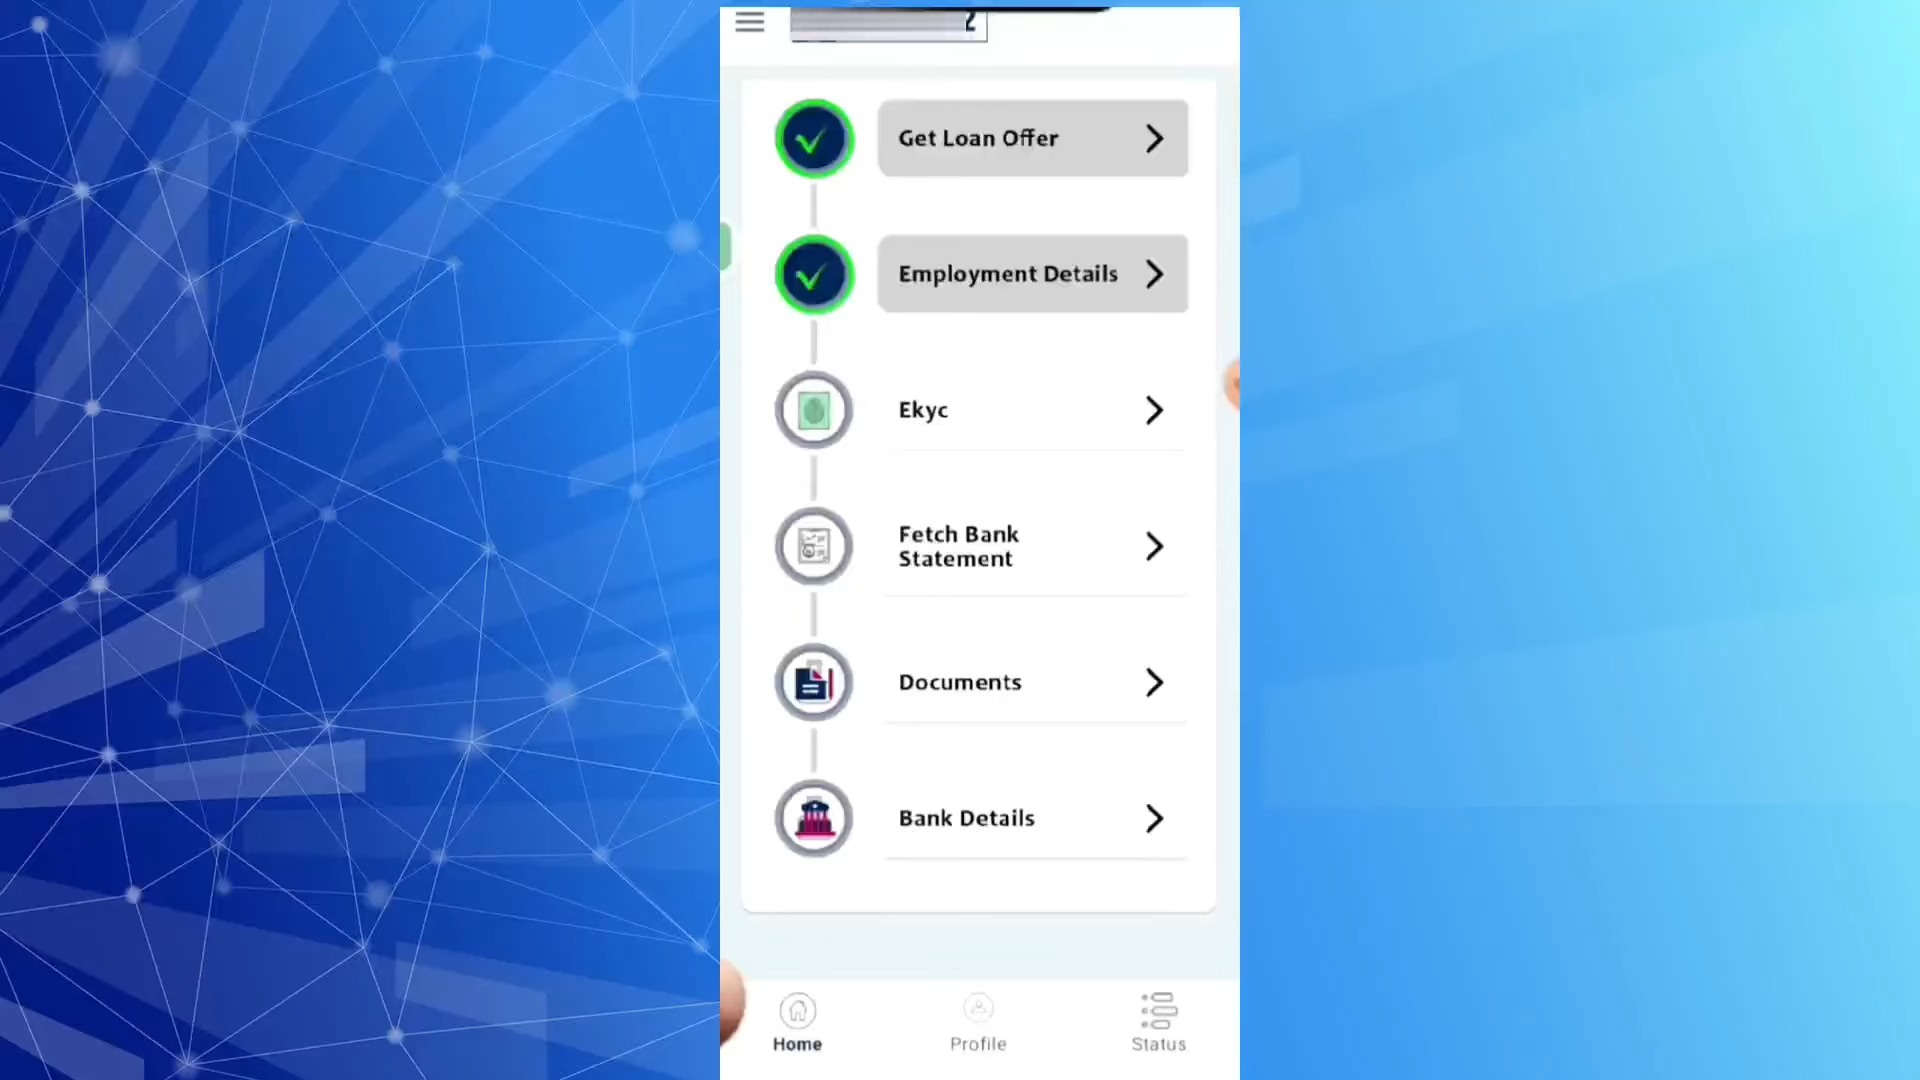 Get Loan Offer
Employment Details
Ekyc
Fetch Bank
Statement
Documents
Bank Details
Home
Profile
Status